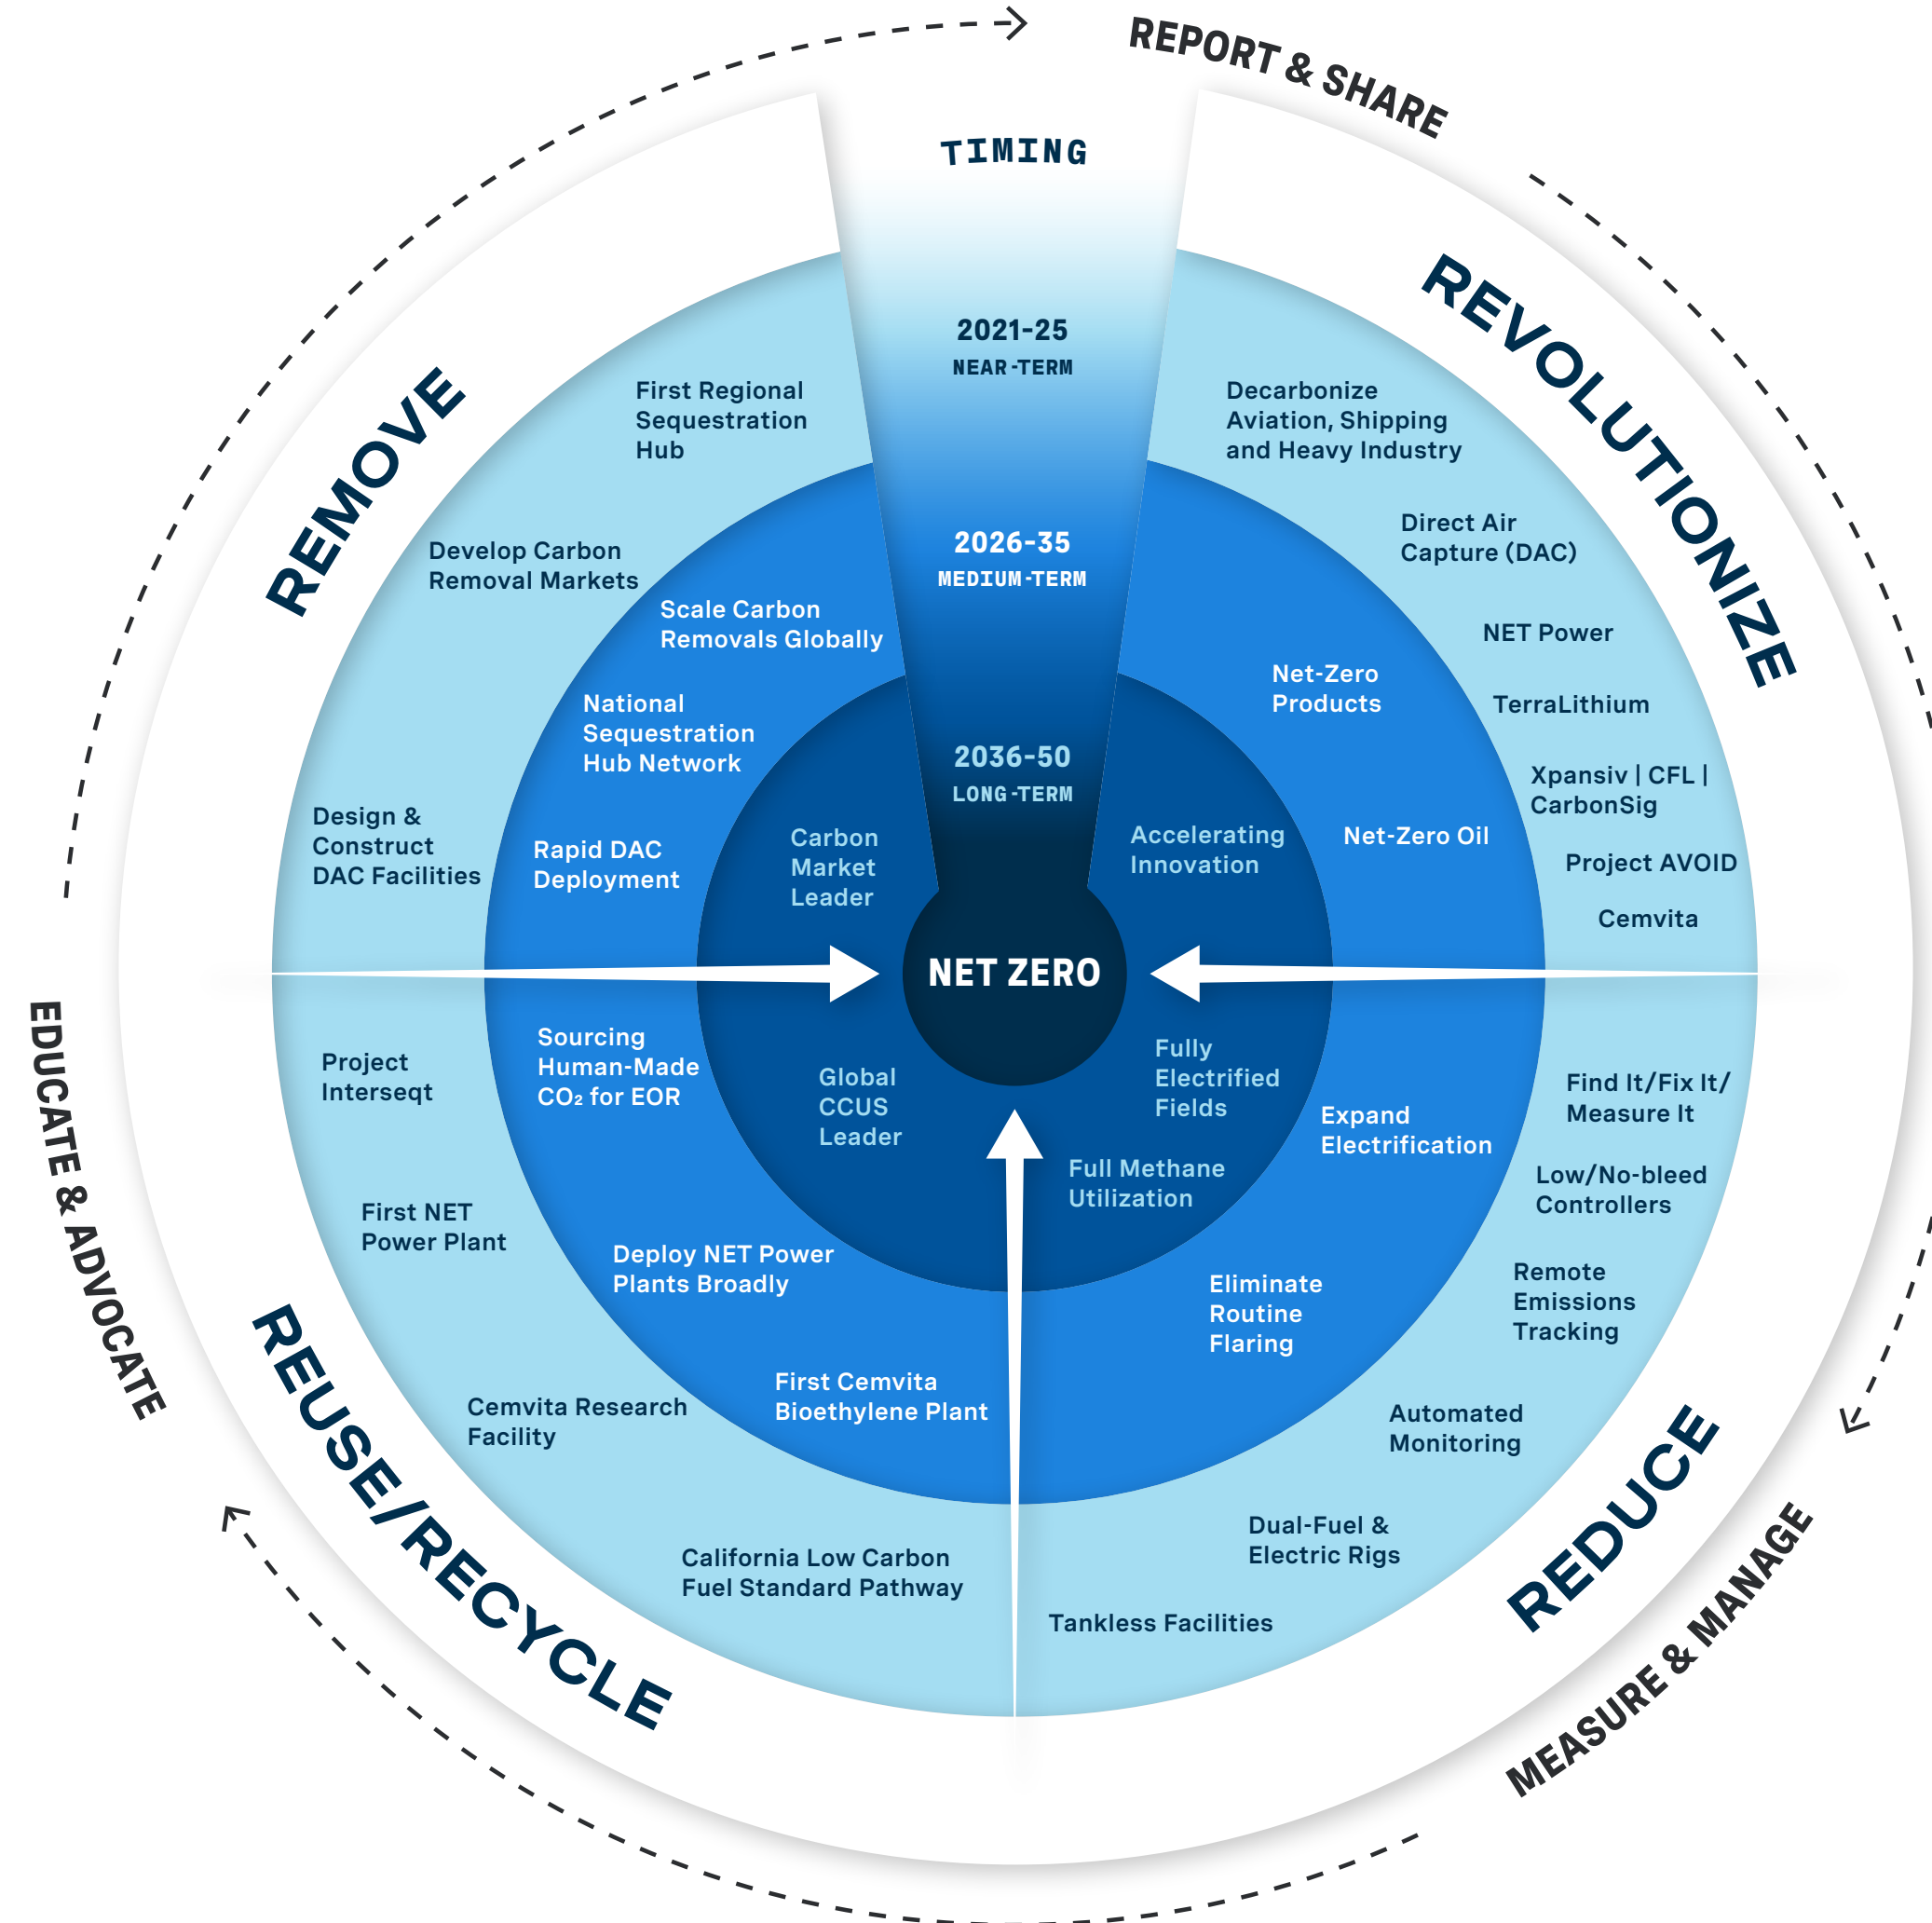 REPORT & SHARE
TIMING
2021-25
NEAR-TERM
2026-35
MEDIUM-TERM
2036-50
LONG-TERM
NET ZERO
REVOLUTIONIZE
Decarbonize
Aviation, Shipping
and Heavy Industry
Direct Air
Capture (DAC)
NET Power
TerraLithium
Xpansiv | CFL |
CarbonSig
Project AVOID
Cemvita
Net-Zero
Products
Net-Zero Oil
Accelerating
Innovation
REDUCE
Find It/Fix It/
Measure It
Low/No-bleed
Controllers
Remote
Emissions
Tracking
Automated
Monitoring
Dual-Fuel &
Electric Rigs
Tankless Facilities
Expand
Electrification
Eliminate
Routine
Flaring
Fully
Electrified
Fields
Full Methane
Utilization
MEASURE & MANAGE
REUSE/RECYCLE
Project
Interseqt
First NET
Power Plant
Cemvita Research
Facility
California Low Carbon
Fuel Standard Pathway
Sourcing
Human-Made
CO₂ for EOR
Deploy NET Power
Plants Broadly
First Cemvita
Bioethylene Plant
Global
CCUS
Leader
EDUCATE & ADVOCATE
REMOVE
First Regional
Sequestration
Hub
Develop Carbon
Removal Markets
Design &
Construct
DAC Facilities
Scale Carbon
Removals Globally
National
Sequestration
Hub Network
Rapid DAC
Deployment
Carbon
Market
Leader